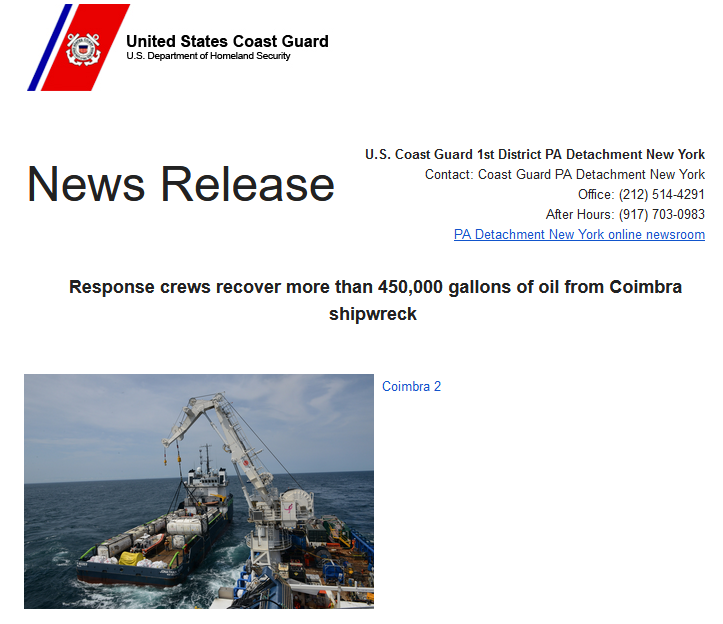 United States Coast Guard
U.S. Department of Homeland Security
U.S. Coast Guard 1st District PA Detachment New York
Contact: Coast Guard PA Detachment New York
Office: (212) 514-4291
After Hours: (917) 703-0983
PA Detachment New York online newsroom
News Release
Response crews recover more than 450,000 gallons of oil from Coimbra
shipwreck
Coimbra 2